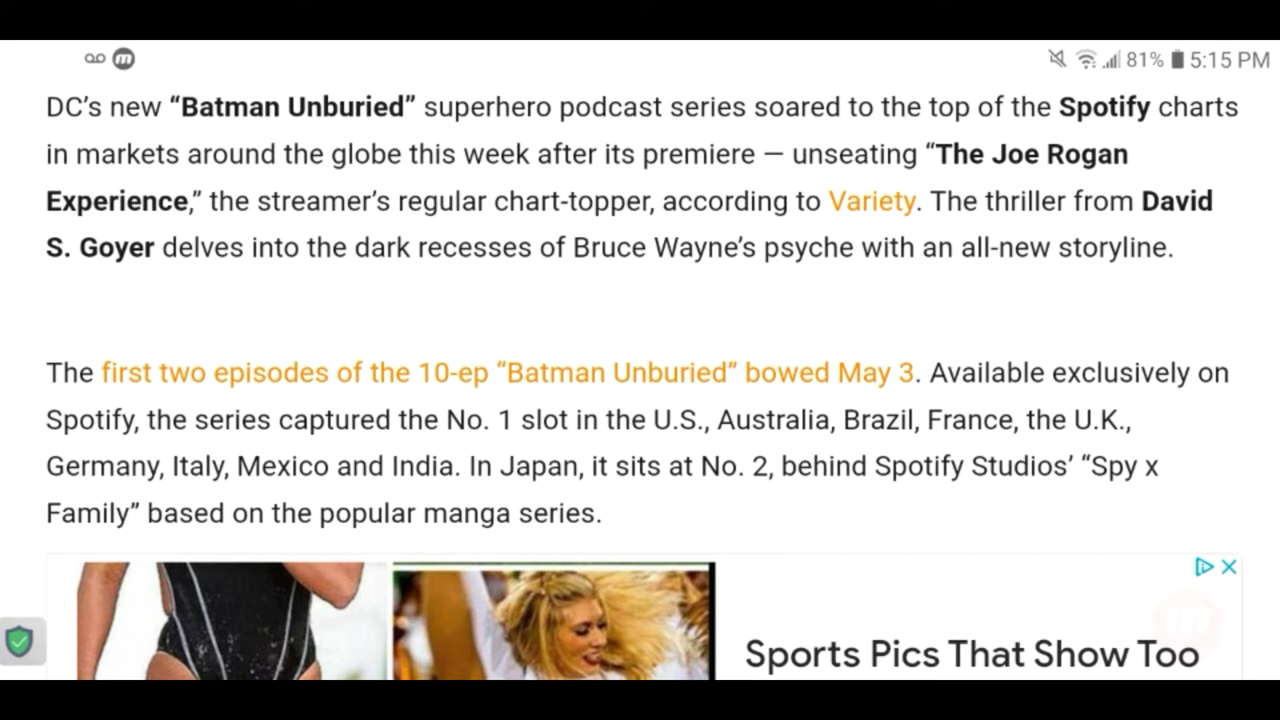 81% 5:15 PM
DC’s new “Batman Unburied” superhero podcast series soared to the top of the Spotify charts
in markets around the globe this week after its premiere — unseating “The Joe Rogan
Experience,” the streamer’s regular chart-topper, according to Variety. The thriller from David
S. Goyer delves into the dark recesses of Bruce Wayne’s psyche with an all-new storyline.
The first two episodes of the 10-ep “Batman Unburied” bowed May 3. Available exclusively on
Spotify, the series captured the No. 1 slot in the U.S., Australia, Brazil, France, the U.K.,
Germany, Italy, Mexico and India. In Japan, it sits at No. 2, behind Spotify Studios’ “Spy x
Family” based on the popular manga series.
Sports Pics That Show Too